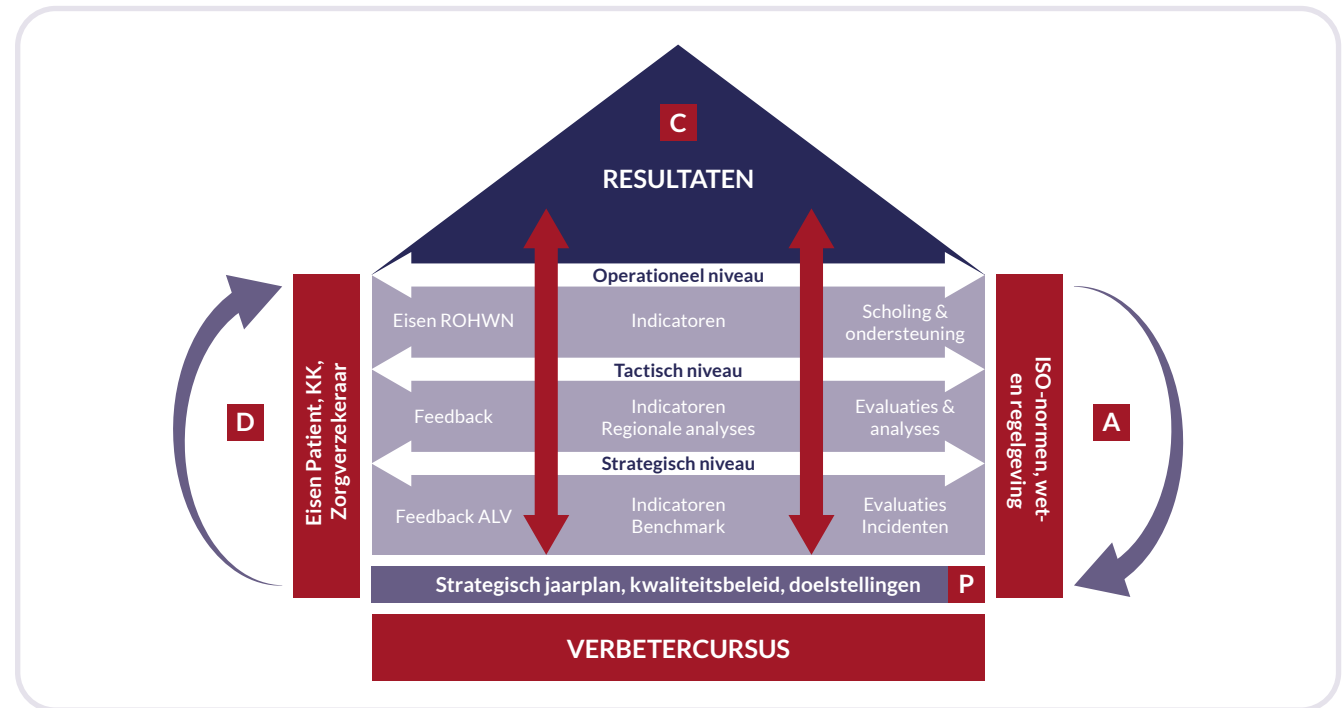 C
RESULTATEN
Operationeel niveau
Eisen ROHWN
Indicatoren
Scholing &
ondersteuning
Tactisch niveau
Feedback
Indicatoren
Regionale analyses
Evaluaties &
analyses
Strategisch niveau
Feedback ALV
Indicatoren
Benchmark
Evaluaties
Incidenten
D
Eisen Patient, KK,
Zorgverzekeraar
ISO-normen, wet-
en regelgeving
A
Strategisch jaarplan, kwaliteitsbeleid, doelstellingen
P
VERBETERCURSUS